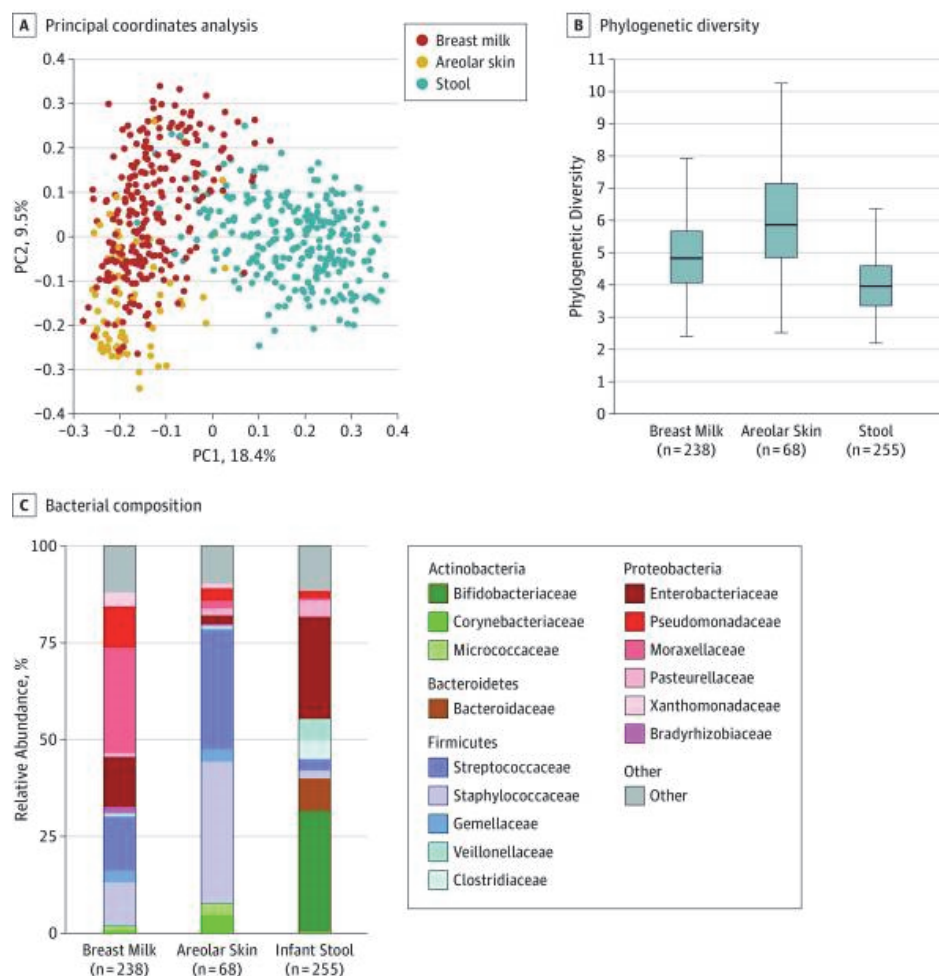 A Principal coordinates analysis
Breast milk
Areolar skin
Stool
0.4
0.3
0.2
0.1
0
−0.1
−0.2
−0.3
−0.4
PC2, 9.5%
−0.3 −0.2 −0.1 0 0.1 0.2 0.3 0.4
PC1, 18.4%
B Phylogenetic diversity
11
10
9
8
7
6
5
4
3
2
1
0
Phylogenetic Diversity
Breast Milk Areolar Skin Stool
(n=238) (n=68) (n=255)
C Bacterial composition
100
75
50
25
0
Relative Abundance, %
Breast Milk Areolar Skin Infant Stool
(n=238) (n=68) (n=255)
Actinobacteria
Bifidobacteriaceae
Corynebacteriaceae
Micrococcaceae
Bacteroidetes
Bacteroidaceae
Firmicutes
Streptococcaceae
Staphylococcaceae
Gemellaceae
Veillonellaceae
Clostridiaceae
Proteobacteria
Enterobacteriaceae
Pseudomonadaceae
Moraxellaceae
Pasteurellaceae
Xanthomonadaceae
Bradyrhizobiaceae
Other
Other